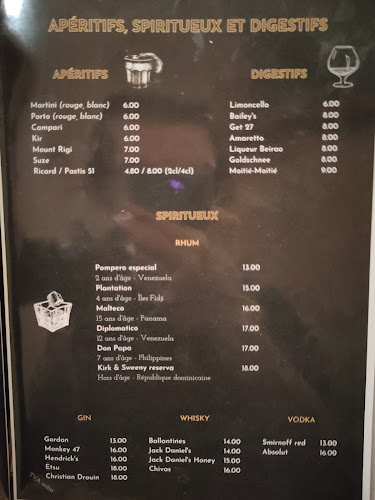 APÉRITIFS, SPIRITUEUX ET DIGESTIFS
APÉRITIFS
Martini (rouge, blanc) 6.00
Porto (rouge, blanc) 6.00
Campari 6.00
Kir 6.00
Mount Rigi 7.00
Suze 7.00
Ricard / Pastis 51 4.80 / 8.00 (2cl/4cl)
DIGESTIFS
Limoncello 6.00
Bailey's 8.00
Get 27 8.00
Amaretto 8.00
Liqueur Beirao 8.00
Goldschnee 8.00
Moitié-Moitié 9.00
SPIRITUEUX
RHUM
Pompero especial 13.00
2 ans d'âge - Venezuela
Plantation 15.00
4 ans d'âge - Îles Fidji
Malteco 16.00
15 ans d'âge - Panama
Diplomatico 17.00
12 ans d'âge - Venezuela
Don Papa 17.00
7 ans d'âge - Philippines
Kirk & Sweeny reserva 18.00
Hors d'âge - République dominicaine
GIN
Gordon 13.00
Monkey 47 16.00
Hendrick's 16.00
Etsu 18.00
Christian Drouin 18.00
WHISKY
Ballantines 14.00
Jack Daniel's 14.00
Jack Daniel's Honey 15.00
Chivas 16.00
VODKA
Smirnoff red 13.00
Absolut 16.00
TVA